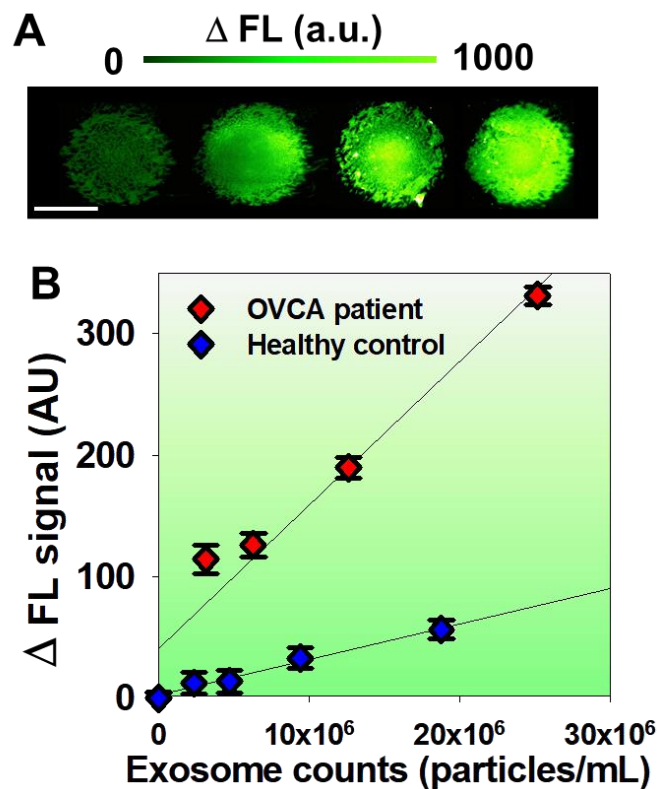 A
Δ FL (a.u.)
0 1000
B
OVCA patient
Healthy control
Δ FL signal (AU)
300
200
100
0
0 10x10⁶ 20x10⁶ 30x10⁶
Exosome counts (particles/mL)